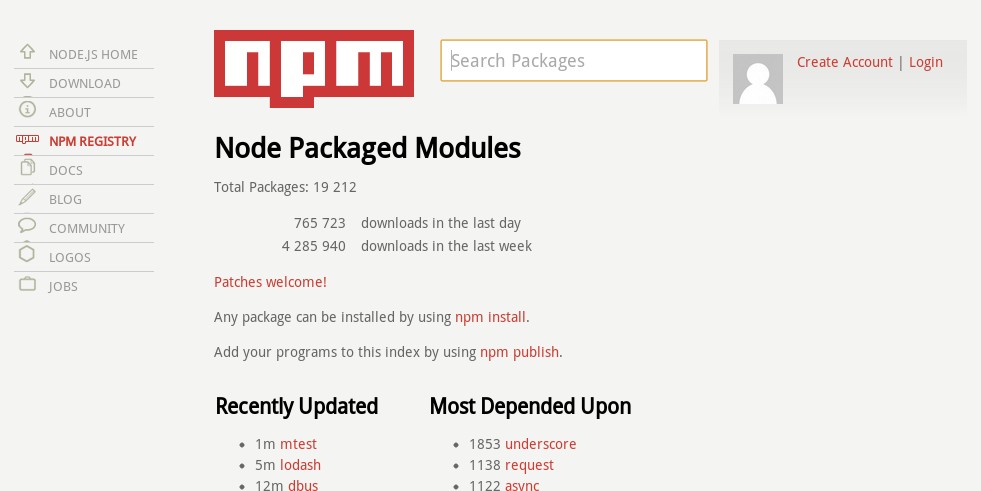 NODE.JS HOME
DOWNLOAD
ABOUT
NPM REGISTRY
DOCS
BLOG
COMMUNITY
LOGOS
JOBS
npm
Search Packages
Create Account | Login
Node Packaged Modules
Total Packages: 19 212
765 723 downloads in the last day
4 285 940 downloads in the last week
Patches welcome!
Any package can be installed by using npm install.
Add your programs to this index by using npm publish.
Recently Updated
1m mtest
5m lodash
12m dbus
Most Depended Upon
1853 underscore
1138 request
1122 async